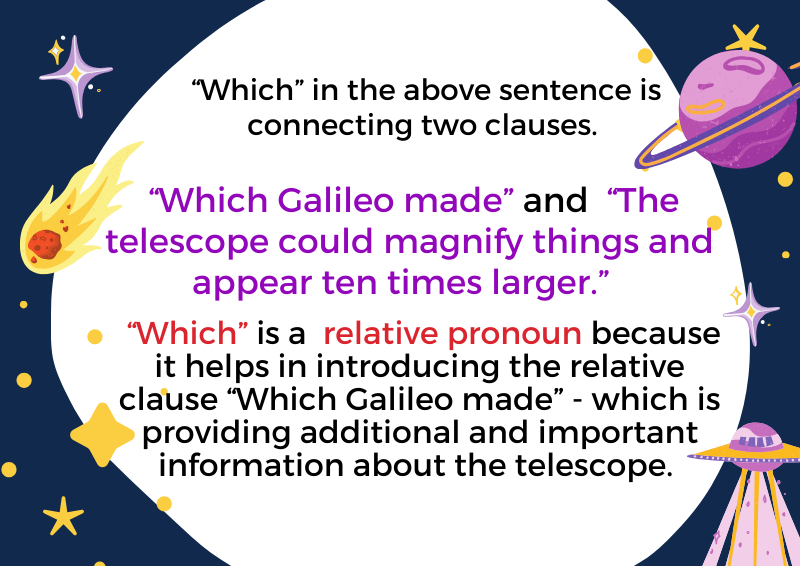 “Which” in the above sentence is
connecting two clauses.
“Which Galileo made” and “The
telescope could magnify things and
appear ten times larger.”
“Which” is a relative pronoun because
it helps in introducing the relative
clause “Which Galileo made” - which is
providing additional and important
information about the telescope.